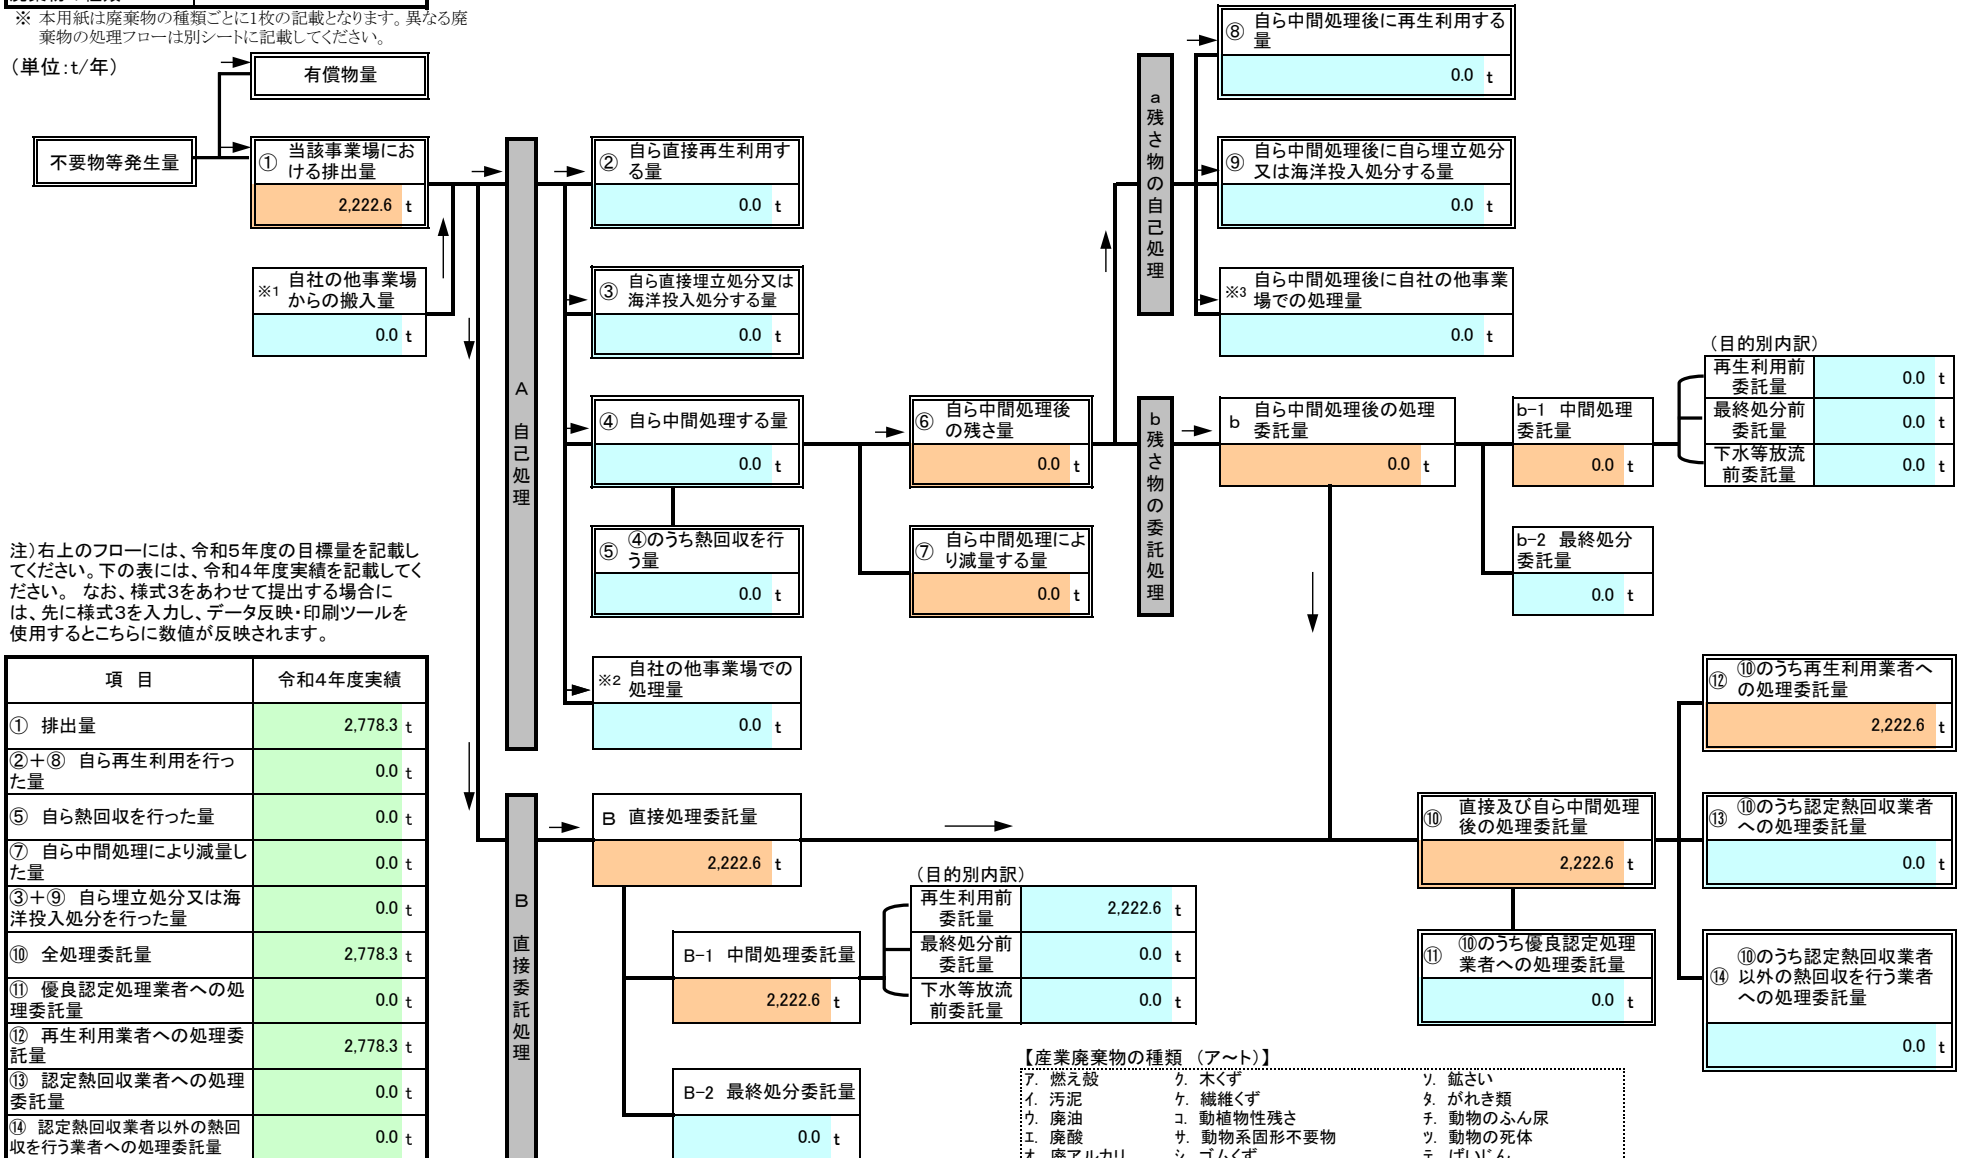 ※ 本用紙は廃棄物の種類ごとに1枚の記載となります。異なる廃
棄物の処理フローは別シートに記載してください。
（単位：t/年）
有償物量
不要物等発生量
① 当該事業場にお
ける排出量
2,222.6 t
※1 自社の他事業場
からの搬入量
0.0 t
A 自己処理
② 自ら直接再生利用す
る量
0.0 t
③ 自ら直接埋立処分又は
海洋投入処分する量
0.0 t
④ 自ら中間処理する量
0.0 t
⑤ ④のうち熱回収を行
う量
0.0 t
※2 自社の他事業場での
処理量
0.0 t
⑥ 自ら中間処理後
の残さ量
0.0 t
⑦ 自ら中間処理によ
り減量する量
0.0 t
a残さ物の自己処理
⑧ 自ら中間処理後に再生利用する
量
0.0 t
⑨ 自ら中間処理後に自ら埋立処分
又は海洋投入処分する量
0.0 t
※3 自ら中間処理後に自社の他事業
場での処理量
0.0 t
b残さ物の委託処理
b 自ら中間処理後の処理
委託量
0.0 t
b-1 中間処理
委託量
0.0 t
（目的別内訳）
再生利用前
委託量
0.0 t
最終処分前
委託量
0.0 t
下水等放流
前委託量
0.0 t
b-2 最終処分
委託量
0.0 t
注）右上のフローには、令和5年度の目標量を記載し
てください。下の表には、令和4年度実績を記載してく
ださい。 なお、様式3をあわせて提出する場合に
は、先に様式3を入力し、データ反映・印刷ツールを
使用するとこちらに数値が反映されます。
項 目 令和4年度実績
① 排出量 2,778.3 t
②＋⑧ 自ら再生利用を行っ
た量
0.0 t
⑤ 自ら熱回収を行った量 0.0 t
⑦ 自ら中間処理により減量し
た量
0.0 t
③＋⑨ 自ら埋立処分又は海
洋投入処分を行った量
0.0 t
⑩ 全処理委託量 2,778.3 t
⑪ 優良認定処理業者への処
理委託量
0.0 t
⑫ 再生利用業者への処理委
託量
2,778.3 t
⑬ 認定熱回収業者への処理
委託量
0.0 t
⑭ 認定熱回収業者以外の熱回
収を行う業者への処理委託量
0.0 t
B 直接委託処理
B 直接処理委託量
2,222.6 t
B-1 中間処理委託量
2,222.6 t
（目的別内訳）
再生利用前
委託量
2,222.6 t
最終処分前
委託量
0.0 t
下水等放流
前委託量
0.0 t
B-2 最終処分委託量
0.0 t
⑩ 直接及び自ら中間処理
後の処理委託量
2,222.6 t
⑪ ⑩のうち優良認定処理
業者への処理委託量
0.0 t
⑫ ⑩のうち再生利用業者へ
の処理委託量
2,222.6 t
⑬ ⑩のうち認定熱回収業者
への処理委託量
0.0 t
⑭ ⑩のうち認定熱回収業者
以外の熱回収を行う業者
への処理委託量
0.0 t
【産業廃棄物の種類 （ア～ト）】
ア. 燃え殻 ク. 木くず ソ. 鉱さい
イ. 汚泥 ケ. 繊維くず タ. がれき類
ウ. 廃油 コ. 動植物性残さ チ. 動物のふん尿
エ. 廃酸 サ. 動物系固形不要物 ツ. 動物の死体
オ. 廃アルカリ シ. ゴムくず テ. ばいじん